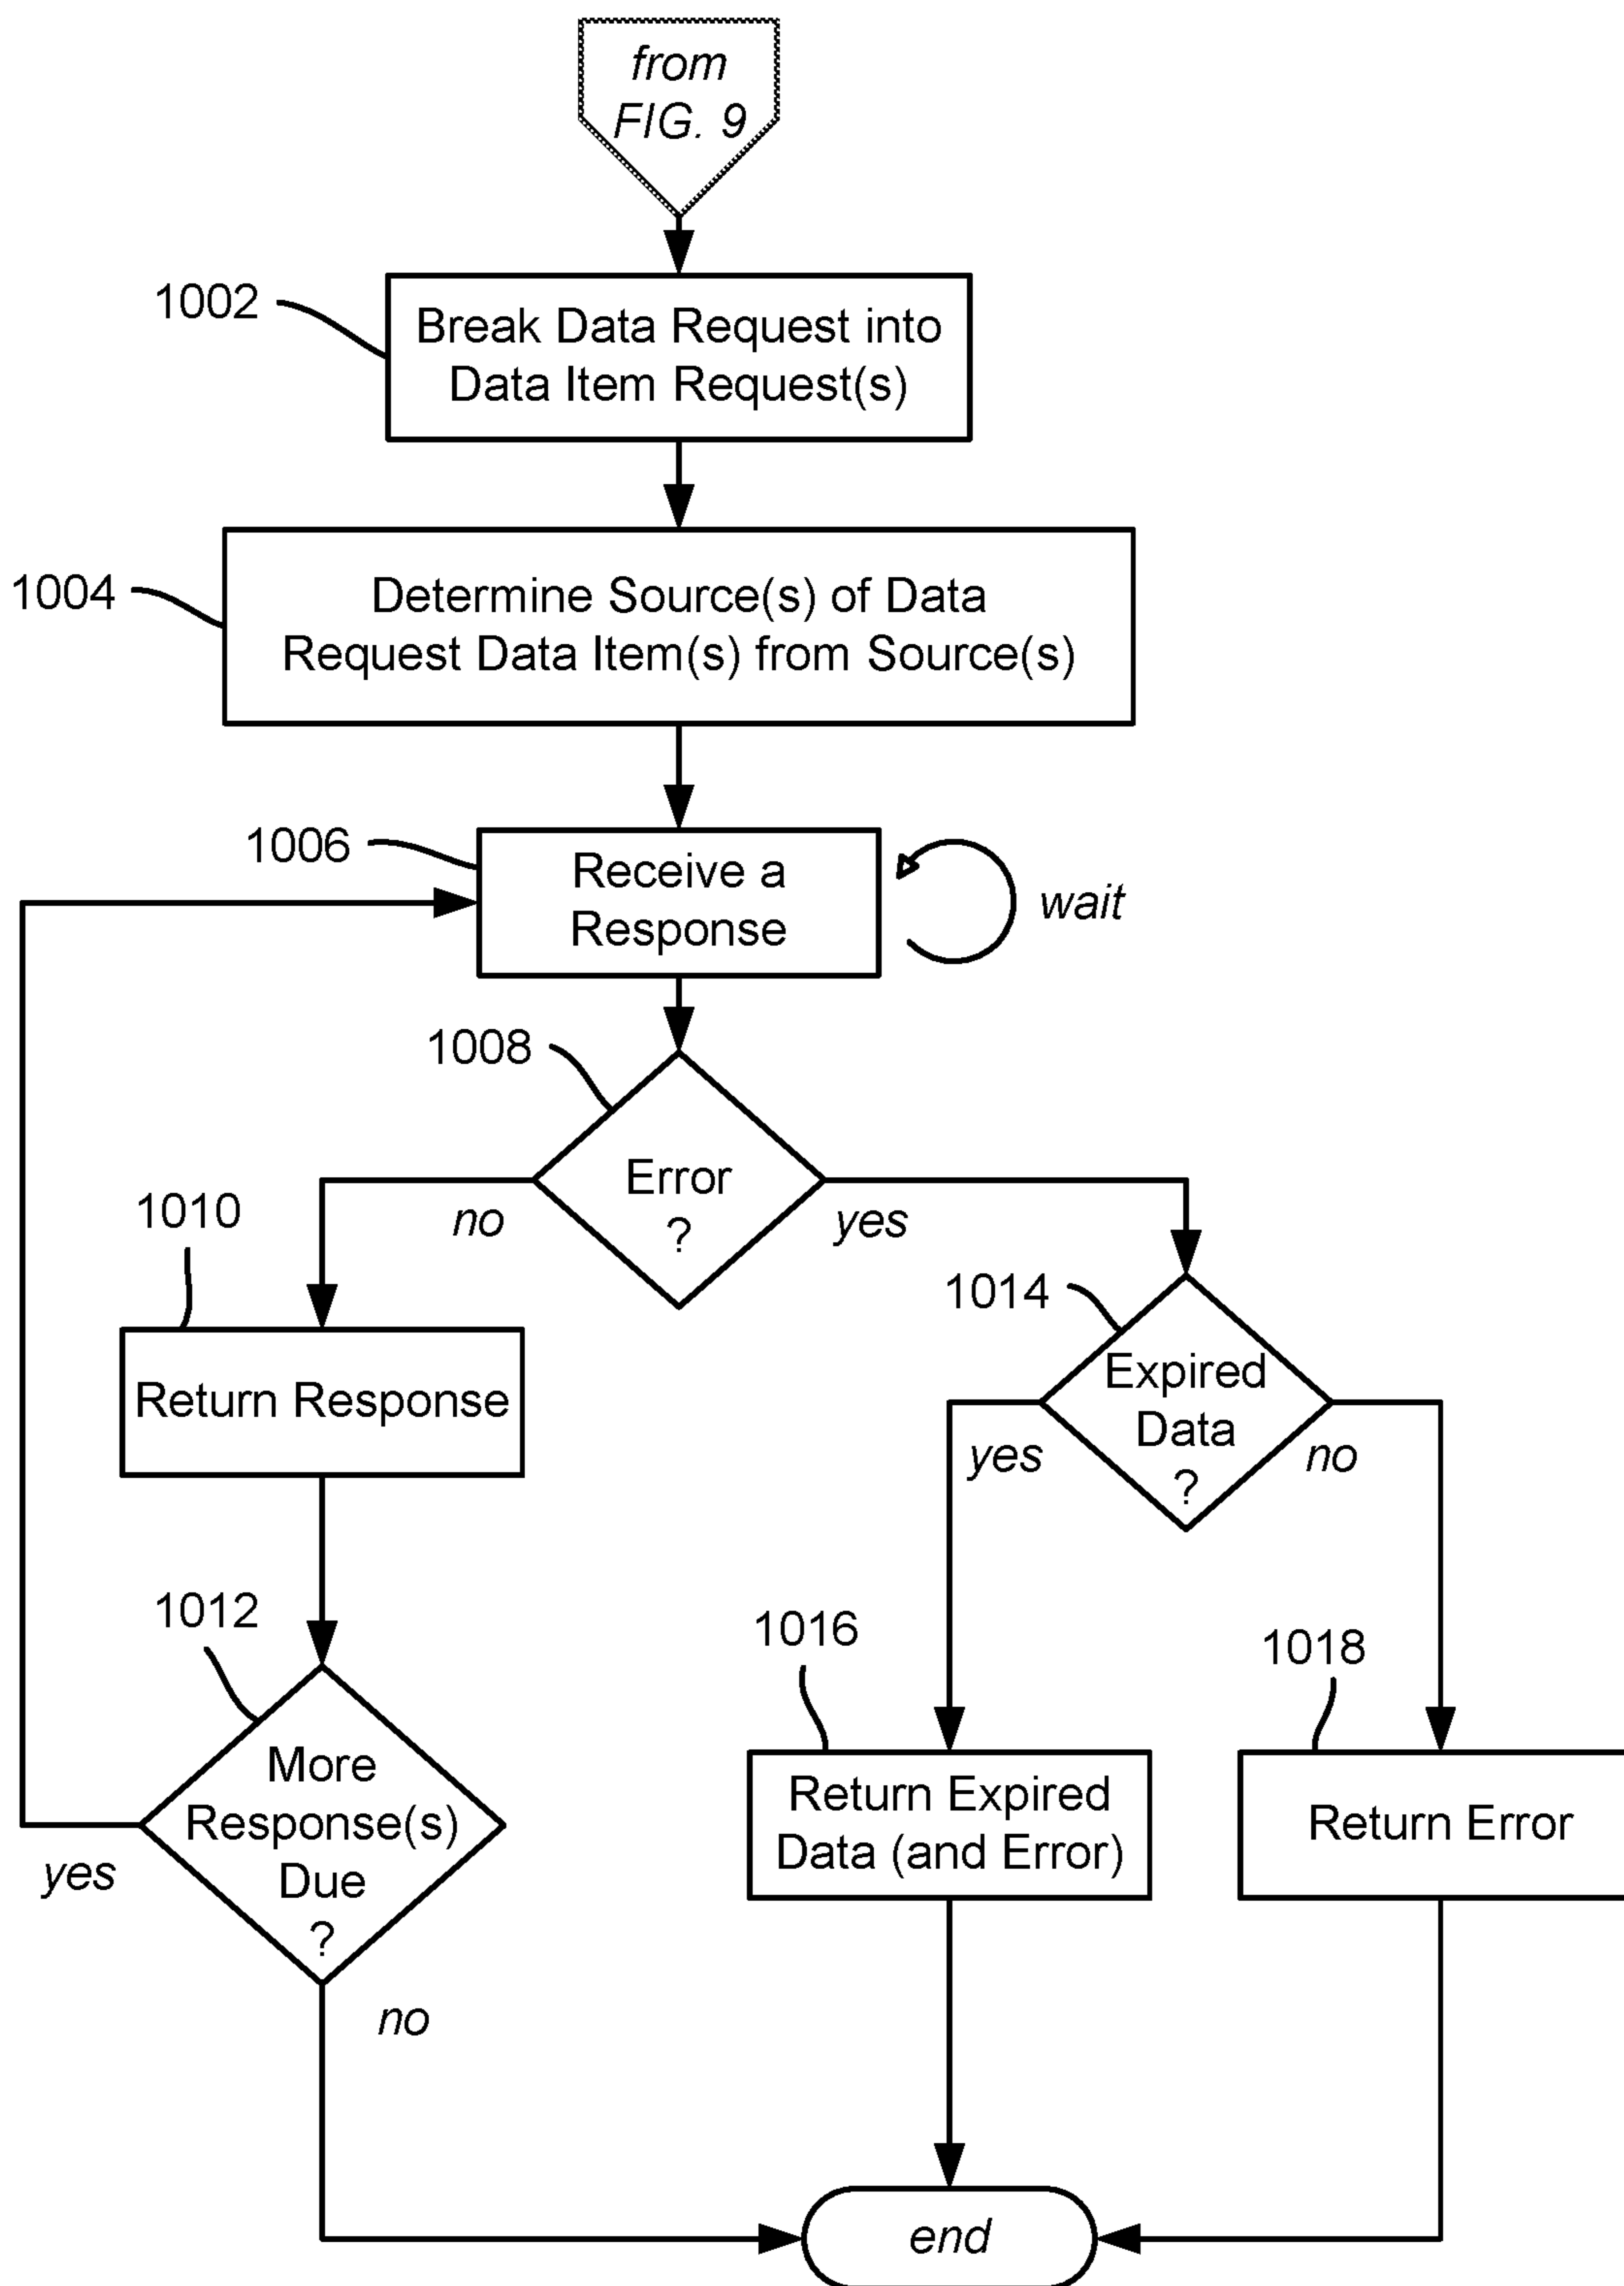 from
FIG. 9
1002
Break Data Request into
Data Item Request(s)
1004
Determine Source(s) of Data
Request Data Item(s) from Source(s)
1006
Receive a
Response
wait
1008
Error
?
no
yes
1010
Return Response
1014
Expired
Data
?
yes
no
1012
More
Response(s)
Due
?
yes
no
1016
Return Expired
Data (and Error)
1018
Return Error
end